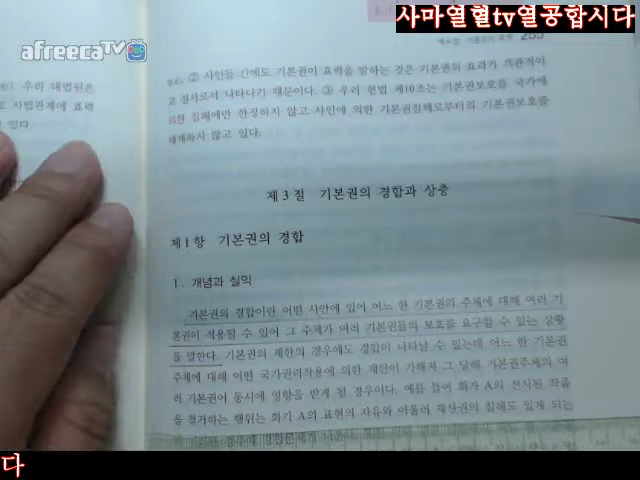 사마열혈tv열공합시다
afreecaTV
제4장 기본권의 효력 255
우리 대법원은
사법관계에 효력
있다.
② 사인들 간에도 기본권이 효력을 발하는 것은 기본권의 효과가 객관적이
고 질서로서 나타나기 때문이다. ③ 우리 헌법 제10조는 기본권보호를 국가에
의한 침해에만 한정하지 않고 사인에 의한 기본권침해로부터의 기본권보호를
배제하지 않고 있다.
제 3 절 기본권의 경합과 상충
제 1 항 기본권의 경합
I. 개념과 실익
기본권의 경합이란 어떤 사안에 있어 어느 한 기본권의 주체에 대해 여러 기
본권이 적용될 수 있어 그 주체가 여러 기본권들의 보호를 요구할 수 있는 상황
을 말한다. 기본권의 제한의 경우에도 경합이 나타날 수 있는데 어느 한 기본권
주체에 대해 어떤 국가권력작용에 의한 제한이 가해져 그 당해 기본권주체의 여
러 기본권이 동시에 영향을 받게 될 경우이다. 예를 들어 화가 A의 전시된 작품
을 철거하는 행위는 화가 A의 표현의 자유와 아울러 재산권의 침해도 있게 되는
다